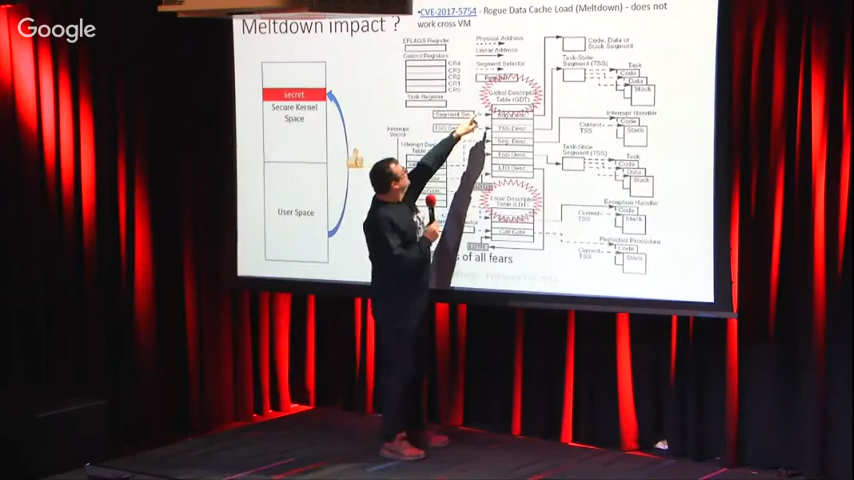 Google
Meltdown impact ?
•CVE-2017-5754 - Rogue Data Cache Load (Meltdown) - does not
work cross VM
secret
Secure Kernel
Space
User Space
EFLAGS Register
Control Registers
CR4
CR3
CR2
CR1
CR0
Task Register
Interrupt
Vector
Physical Address
Linear Address
Segment Selector
Global Descriptor
Table (GDT)
TSS Desc.
Seg. Desc.
TSS Desc.
LTD Desc.
Local Descriptor
Table (LDT)
Call Gate
Code, Data or
Stack Segment
Task-State
Segment (TSS)
Task
Code
Data
Stack
Interrupt Handler
Code
Current
TSS
Stack
Task-State
Segment (TSS)
Task
Code
Data
Stack
Exception Handler
Code
Current
TSS
Stack
Protected Procedure
Code
Current
TSS
Stack
of all fears